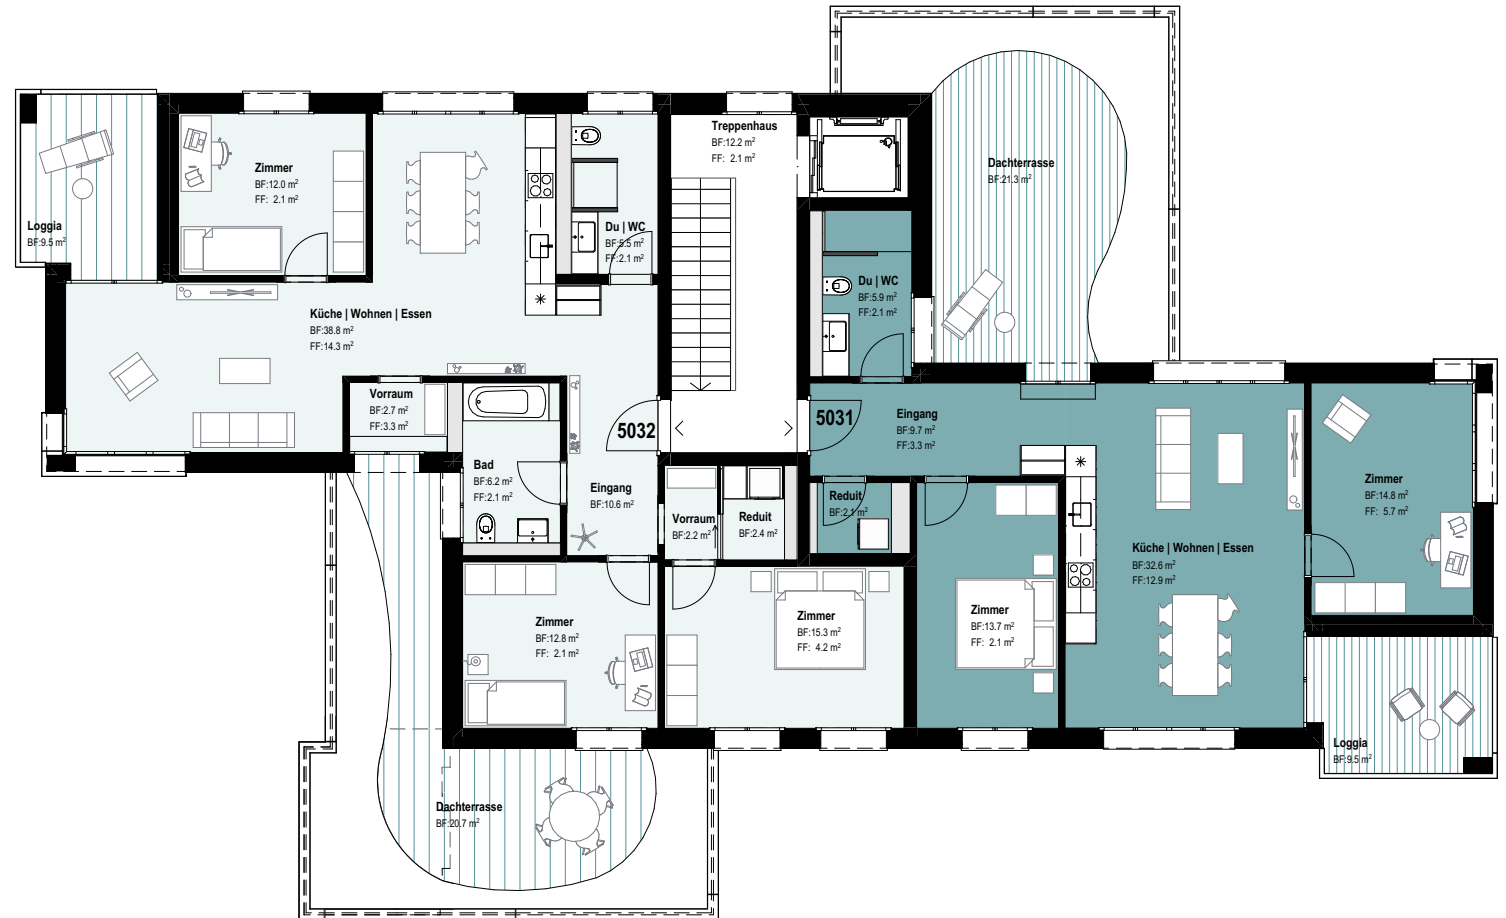 Treppenhaus
BF:12.2 m²
FF: 2.1 m²
Dachterrasse
BF:21.3 m²
Zimmer
BF:12.0 m²
FF: 2.1 m²
Loggia
BF:9.5 m²
Du | WC
BF:5.5 m²
FF:2.1 m²
Du | WC
BF:5.9 m²
FF:2.1 m²
Küche | Wohnen | Essen
BF:38.8 m²
FF:14.3 m²
Vorraum
BF:2.7 m²
FF:3.3 m²
5032
5031
Eingang
BF:9.7 m²
FF:3.3 m²
Bad
BF:6.2 m²
FF:2.1 m²
Eingang
BF:10.6 m²
Vorraum
BF:2.2 m²
Reduit
BF:2.4 m²
Reduit
BF:2.1 m²
Zimmer
BF:14.8 m²
FF: 5.7 m²
Küche | Wohnen | Essen
BF:32.6 m²
FF:12.9 m²
Zimmer
BF:12.8 m²
FF: 2.1 m²
Zimmer
BF:15.3 m²
FF: 4.2 m²
Zimmer
BF:13.7 m²
FF: 2.1 m²
Loggia
BF:9.5 m²
Dachterrasse
BF:20.7 m²